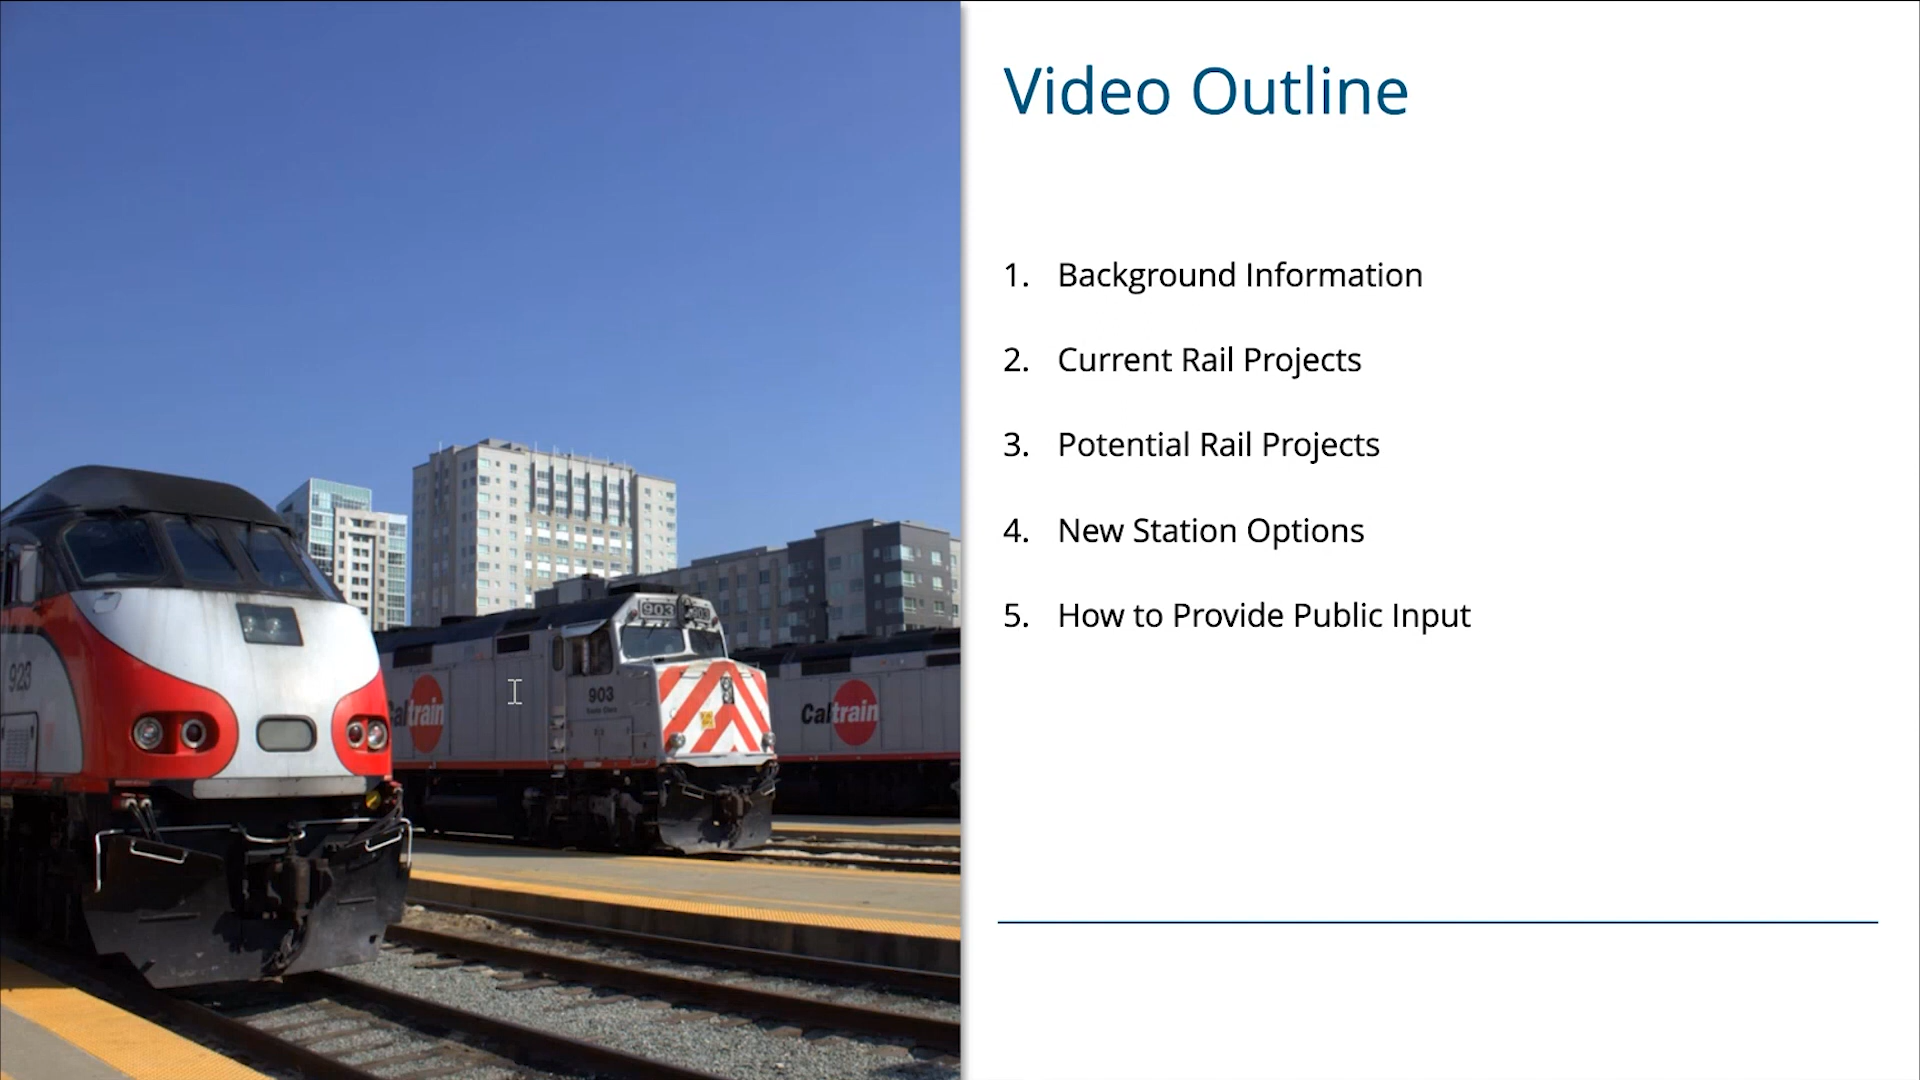 Video Outline
1. Background Information
2. Current Rail Projects
3. Potential Rail Projects
4. New Station Options
5. How to Provide Public Input
923
903
903
Caltrain
Caltrain